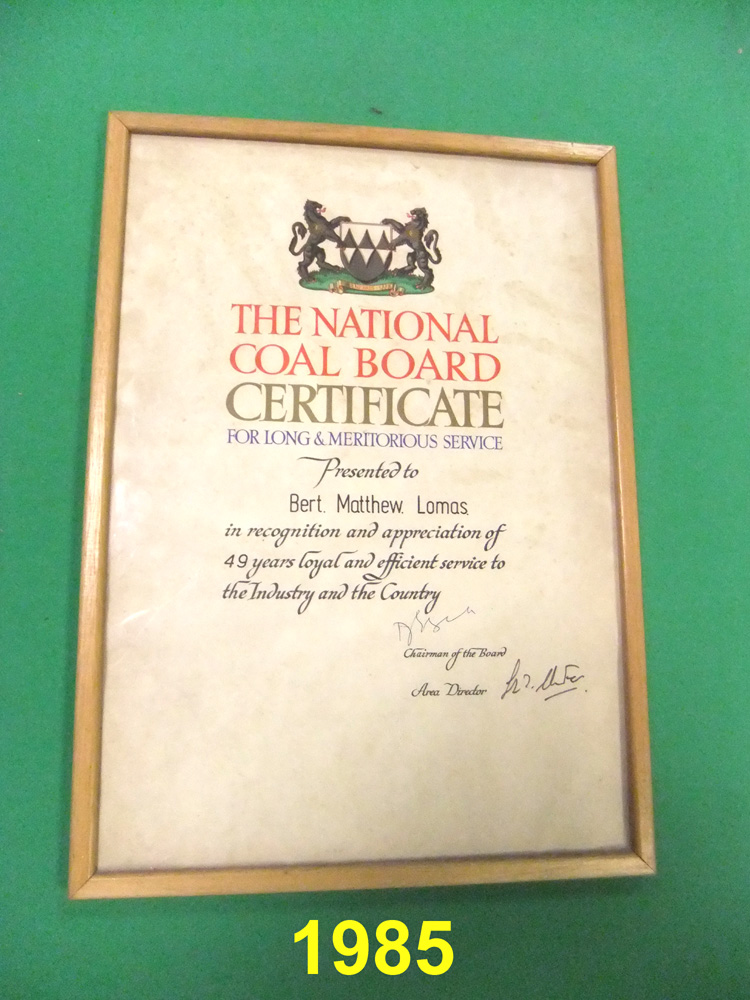 THE NATIONAL
COAL BOARD
CERTIFICATE
FOR LONG & MERITORIOUS SERVICE
Presented to
Bert. Matthew. Lomas.
in recognition and appreciation of
49 years loyal and efficient service to
the Industry and the Country
Chairman of the Board
Area Director
1985